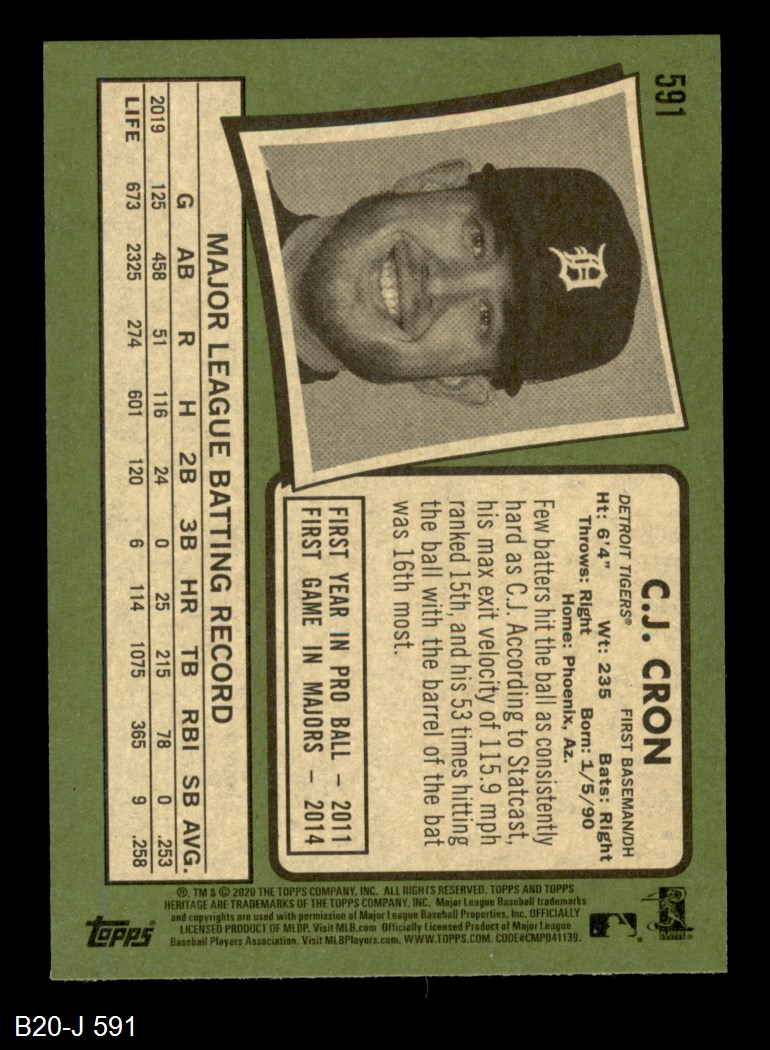 591
C.J. CRON
DETROIT TIGERS® FIRST BASEMAN/DH
Ht: 6'4" Wt: 235 Bats: Right
Throws: Right Born: 1/5/90
Home: Phoenix, Az.
Few batters hit the ball as consistently
hard as C.J. According to Statcast,
his max exit velocity of 115.9 mph
ranked 15th, and his 53 times hitting
the ball with the barrel of the bat
was 16th most.
FIRST YEAR IN PRO BALL – 2011
FIRST GAME IN MAJORS – 2014
MAJOR LEAGUE BATTING RECORD
G AB R H 2B 3B HR TB RBI SB AVG.
2019 125 458 51 116 24 0 25 215 78 0 .253
LIFE 673 2325 274 601 120 6 114 1075 365 9 .258
®, TM & © 2020 THE TOPPS COMPANY, INC. ALL RIGHTS RESERVED. TOPPS AND TOPPS
HERITAGE ARE TRADEMARKS OF THE TOPPS COMPANY, INC. Major League Baseball trademarks
and copyrights are used with permission of Major League Baseball Properties, Inc. OFFICIALLY
LICENSED PRODUCT OF MLBP. Visit MLB.com Officially Licensed Product of Major League
Baseball Players Association. Visit MLBPlayers.com. WWW.TOPPS.COM. CODE#CMP041139.
topps
B20-J 591